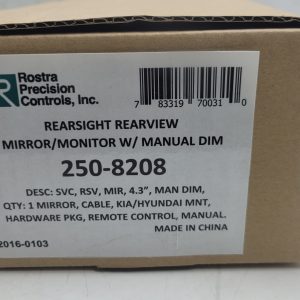 R
Rostra
Precision
Controls, Inc.
7 83319 70031 0
REARSIGHT REARVIEW
MIRROR/MONITOR W/ MANUAL DIM
250-8208
DESC: SVC, RSV, MIR, 4.3”, MAN DIM,
QTY: 1 MIRROR, CABLE, KIA/HYUNDAI MNT,
HARDWARE PKG, REMOTE CONTROL, MANUAL.
MADE IN CHINA
2016-0103